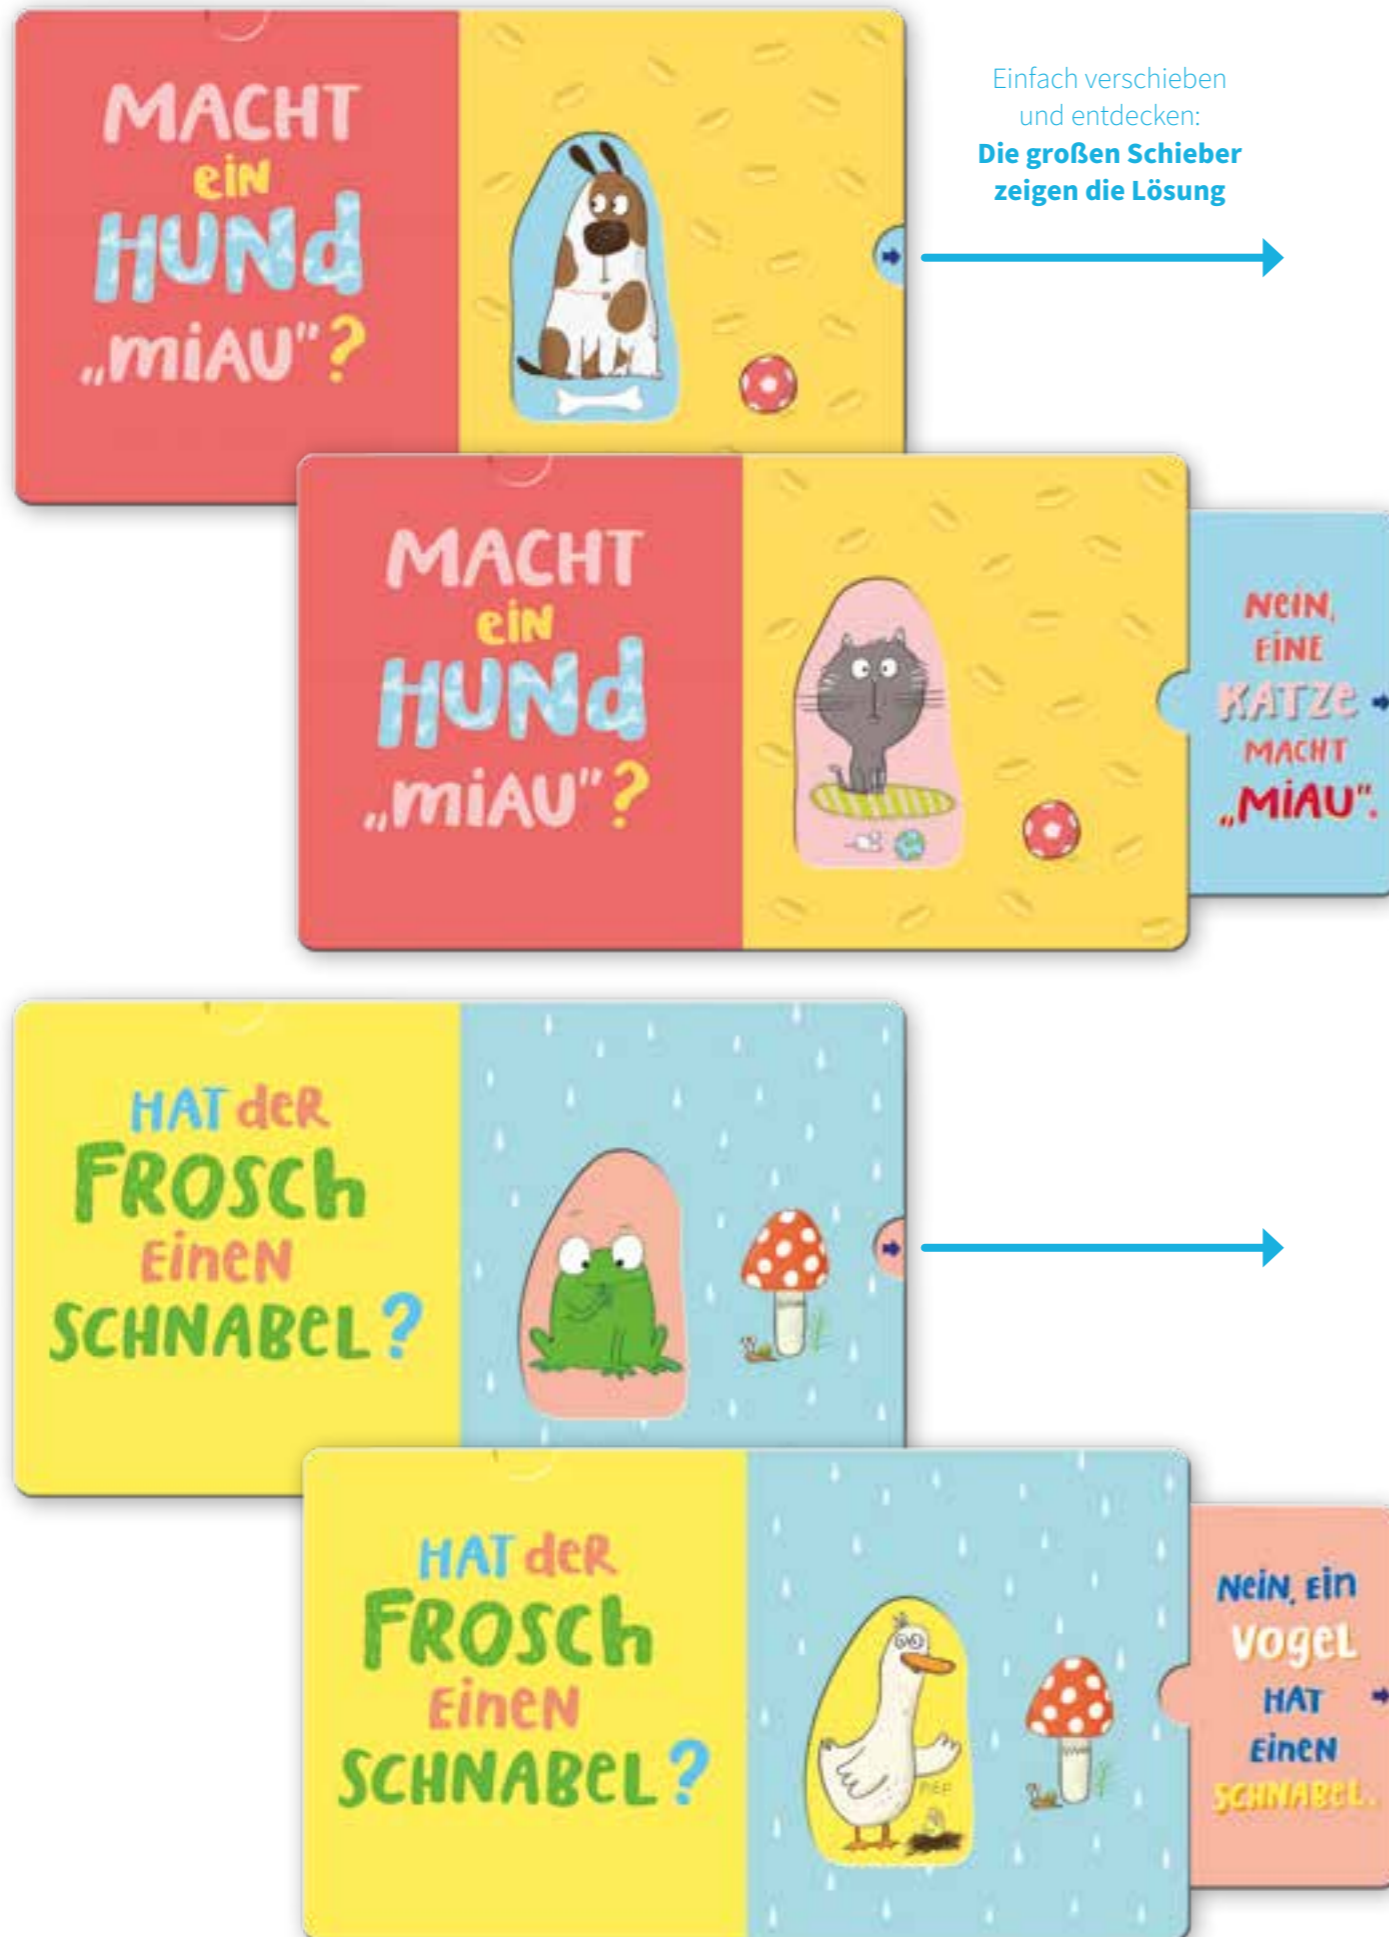 MACHT
EIN
HUND
„MIAU"?
Einfach verschieben
und entdecken:
Die großen Schieber
zeigen die Lösung
MACHT
EIN
HUND
„MIAU"?
NEIN,
EINE
KATZE
MACHT
„MIAU".
HAT DER
FROSCH
EINEN
SCHNABEL?
HAT DER
FROSCH
EINEN
SCHNABEL?
PIEP
NEIN, EIN
VOGEL
HAT
EINEN
SCHNABEL.